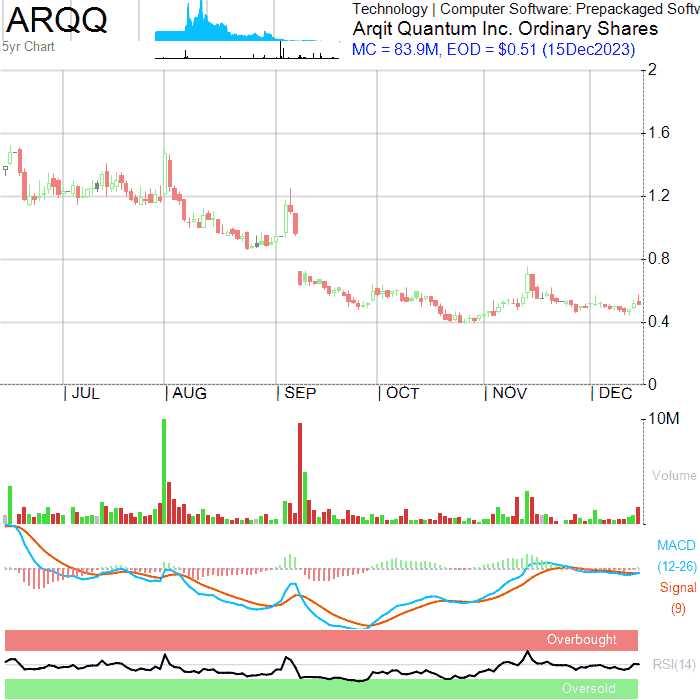 ARQQ
5yr Chart
Technology | Computer Software: Prepackaged Softw
Arqit Quantum Inc. Ordinary Shares
MC = 83.9M, EOD = $0.51 (15Dec2023)
2
1.6
1.2
0.8
0.4
0
JUL AUG SEP OCT NOV DEC
10M
Volume
MACD
(12-26)
Signal
(9)
Overbought
RSI(14)
Oversold